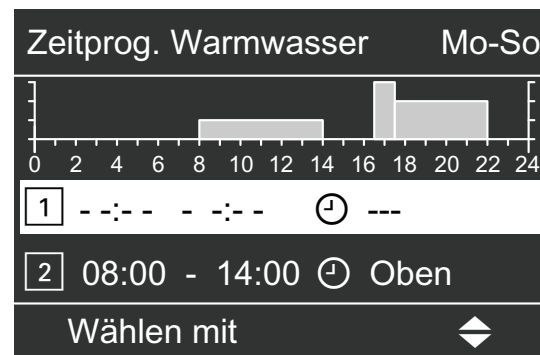 Zeitprog. Warmwasser Mo-So
0 2 4 6 8 10 12 14 16 18 20 22 24
1 - -:- - - -:- - ---
2 08:00 - 14:00 Oben
Wählen mit